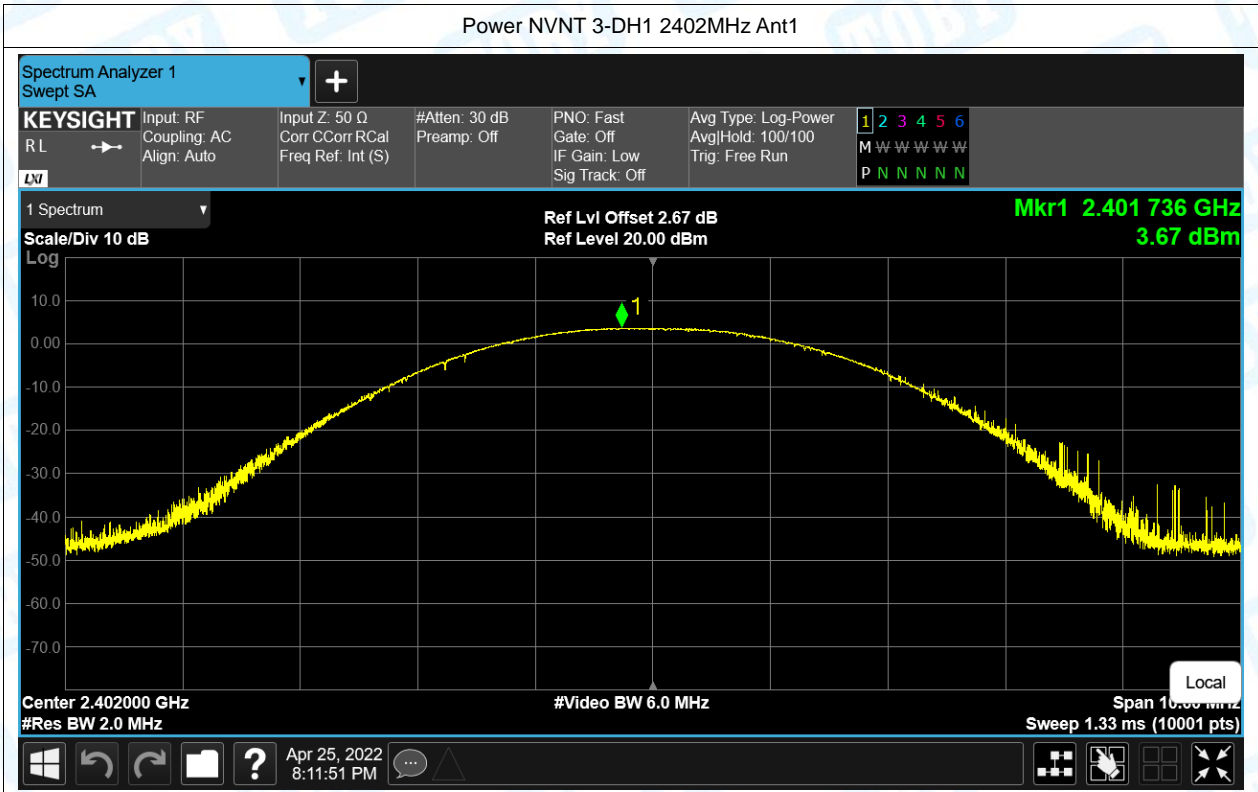 Power NVNT 3-DH1 2402MHz Ant1
Spectrum Analyzer 1
Swept SA
KEYSIGHT
R L
LXI
Input: RF
Coupling: AC
Align: Auto
Input Z: 50 Ω
Corr CCorr RCal
Freq Ref: Int (S)
#Atten: 30 dB
Preamp: Off
PNO: Fast
Gate: Off
IF Gain: Low
Sig Track: Off
Avg Type: Log-Power
Avg|Hold: 100/100
Trig: Free Run
1 2 3 4 5 6
M W W W W W
P N N N N N
1 Spectrum
Scale/Div 10 dB
Log
Ref Lvl Offset 2.67 dB
Ref Level 20.00 dBm
Mkr1 2.401 736 GHz
3.67 dBm
1
10.0
0.00
-10.0
-20.0
-30.0
-40.0
-50.0
-60.0
-70.0
Local
Center 2.402000 GHz
#Video BW 6.0 MHz
Span 10.00 MHz
#Res BW 2.0 MHz
Sweep 1.33 ms (10001 pts)
?
Apr 25, 2022
8:11:51 PM